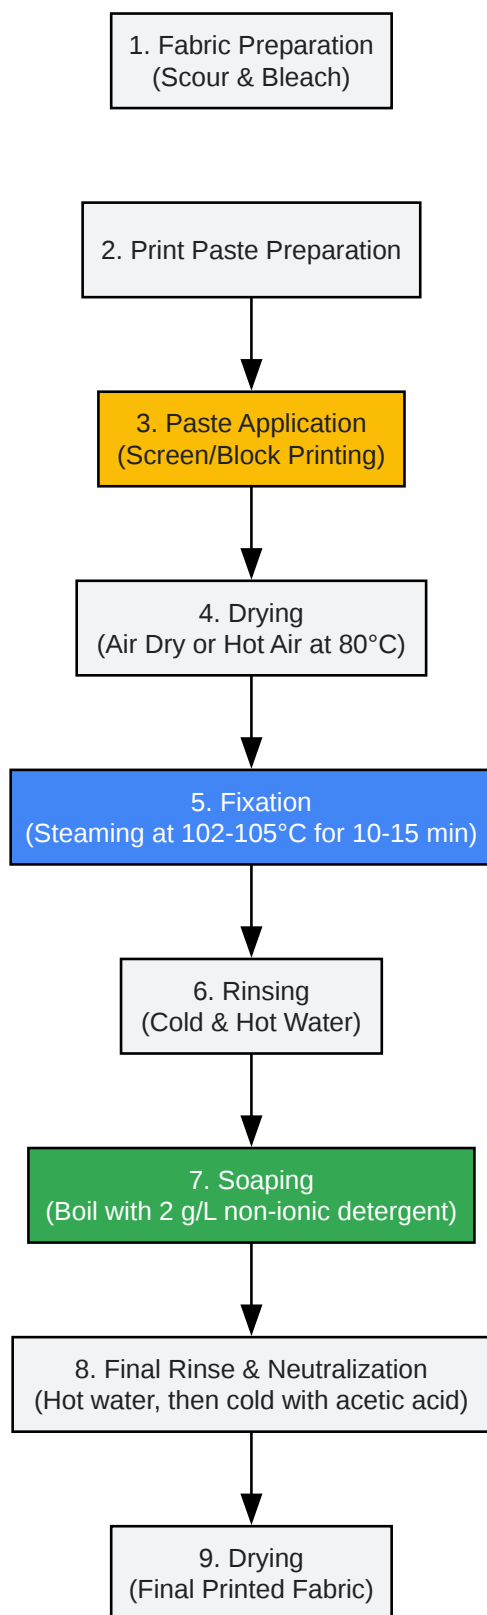 1. Fabric Preparation
(Scour & Bleach)
2. Print Paste Preparation
3. Paste Application
(Screen/Block Printing)
4. Drying
(Air Dry or Hot Air at 80°C)
5. Fixation
(Steaming at 102-105°C for 10-15 min)
6. Rinsing
(Cold & Hot Water)
7. Soaping
(Boil with 2 g/L non-ionic detergent)
8. Final Rinse & Neutralization
(Hot water, then cold with acetic acid)
9. Drying
(Final Printed Fabric)